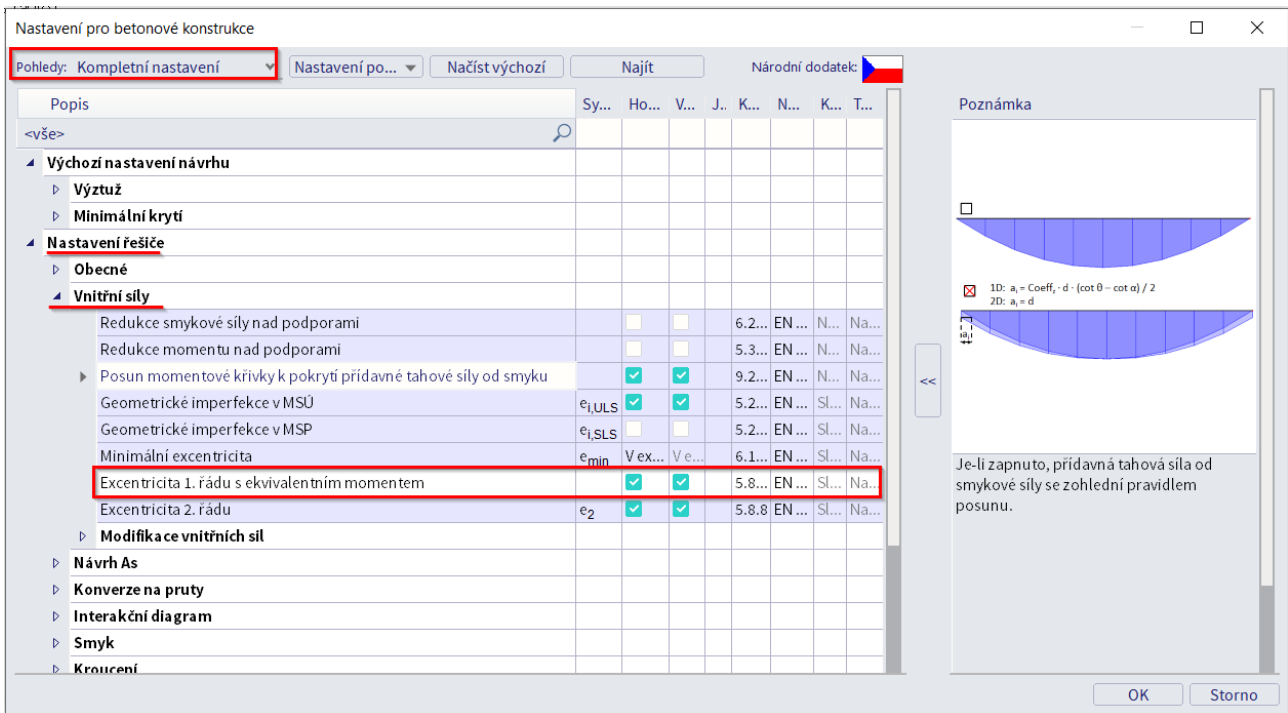 Nastavení pro betonové konstrukce
Pohledy: Kompletní nastavení Nastavení po... Načíst výchozí Najít Národní dodatek:
Popis Sy... Ho... V... J.. K... N... K... T... Poznámka
<vše>
Výchozí nastavení návrhu
Výztuž
Minimální krytí
Nastavení řešiče
Obecné
1D: aₗ = Coeffᵣ · d · (cot θ − cot α) / 2
2D: aₗ = d
Vnitřní síly
Redukce smykové síly nad podporami 6.2... EN ... N... Na...
aₗ
Redukce momentu nad podporami 5.3... EN ... N... Na...
Posun momentové křivky k pokrytí přídavné tahové síly od smyku 9.2... EN ... N... Na...
<<
Geometrické imperfekce v MSÚ ei,ULS 5.2... EN ... Sl... Na...
Geometrické imperfekce v MSP ei,SLS 5.2... EN ... Sl... Na...
Minimální excentricita emin V ex... V e... 6.1... EN ... Sl... Na...
Excentricita 1. řádu s ekvivalentním momentem 5.8... EN ... Sl... Na...
Excentricita 2. řádu e2 5.8.8 EN ... Sl... Na...
Je-li zapnuto, přídavná tahová síla od
smykové síly se zohlední pravidlem
posunu.
Modifikace vnitřních sil
Návrh As
Konverze na pruty
Interakční diagram
Smyk
Kroucení
OK Storno